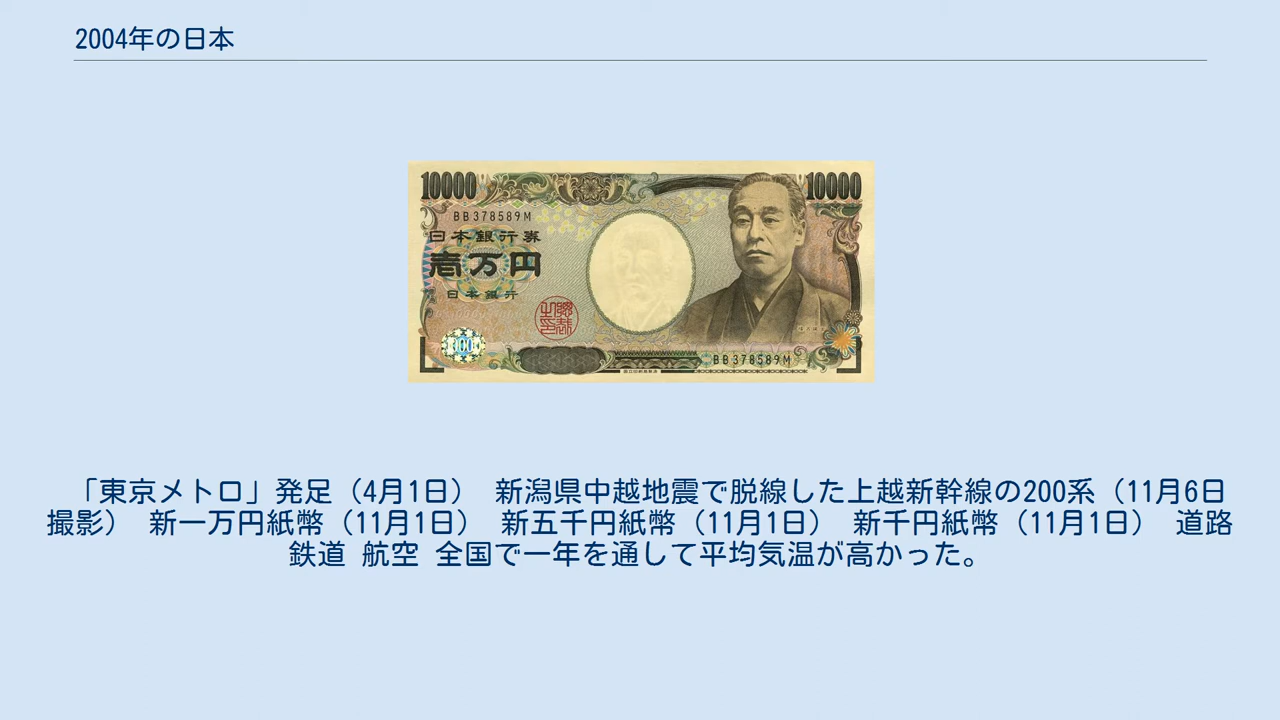 2004年の日本
10000
10000
BB378589M
日本銀行券
壱万円
日本銀行
BB378589M
「東京メトロ」発足（4月1日） 新潟県中越地震で脱線した上越新幹線の200系（11月6日
撮影） 新一万円紙幣（11月1日） 新五千円紙幣（11月1日） 新千円紙幣（11月1日） 道路
鉄道 航空 全国で一年を通して平均気温が高かった。